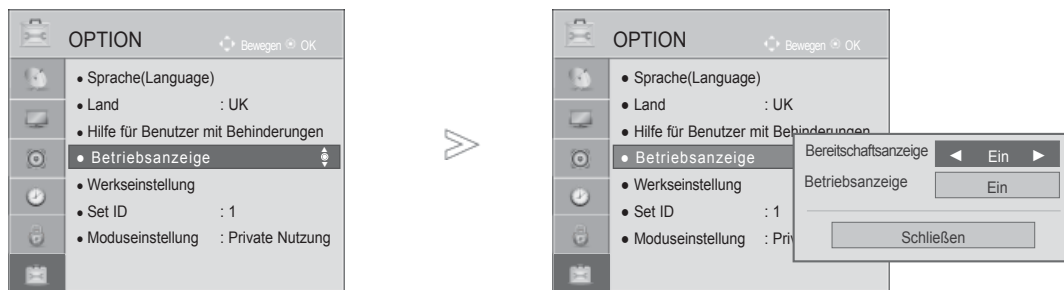 OPTION
Bewegen OK
● Sprache(Language)
● Land : UK
● Hilfe für Benutzer mit Behinderungen
● Betriebsanzeige
● Werkseinstellung
● Set ID : 1
● Moduseinstellung : Private Nutzung
OPTION
Bewegen OK
● Sprache(Language)
● Land : UK
● Hilfe für Benutzer mit Behinderungen
● Betriebsanzeige
● Werkseinstellung
● Set ID : 1
● Moduseinstellung : Priv
Bereitschaftsanzeige ◀ Ein ▶
Betriebsanzeige Ein
Schließen